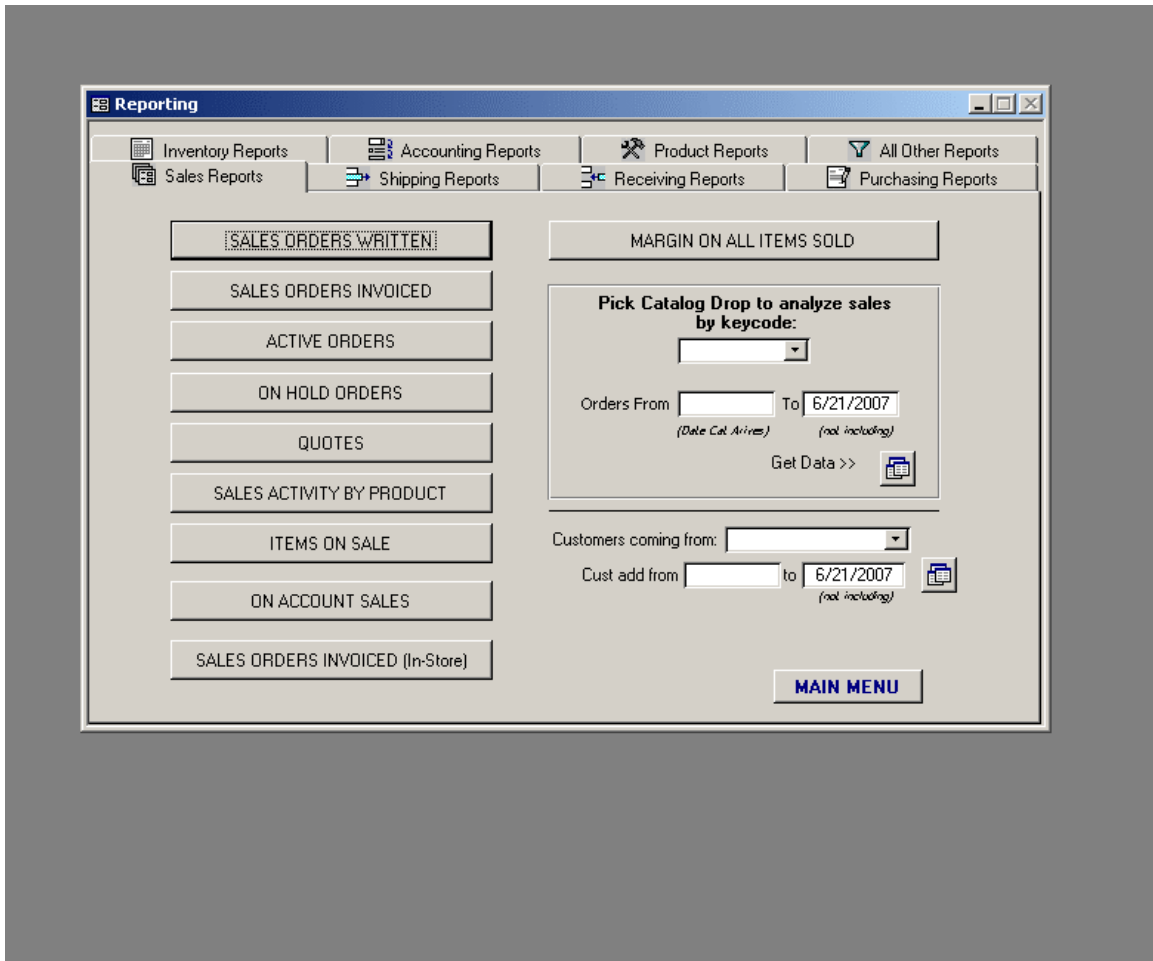 Reporting
Inventory Reports
Accounting Reports
Product Reports
All Other Reports
Sales Reports
Shipping Reports
Receiving Reports
Purchasing Reports
SALES ORDERS WRITTEN
SALES ORDERS INVOICED
ACTIVE ORDERS
ON HOLD ORDERS
QUOTES
SALES ACTIVITY BY PRODUCT
ITEMS ON SALE
ON ACCOUNT SALES
SALES ORDERS INVOICED (In-Store)
MARGIN ON ALL ITEMS SOLD
Pick Catalog Drop to analyze sales
by keycode:
Orders From To 6/21/2007
(Date Cat Arives) (not including)
Get Data >>
Customers coming from:
Cust add from to 6/21/2007
(not including)
MAIN MENU